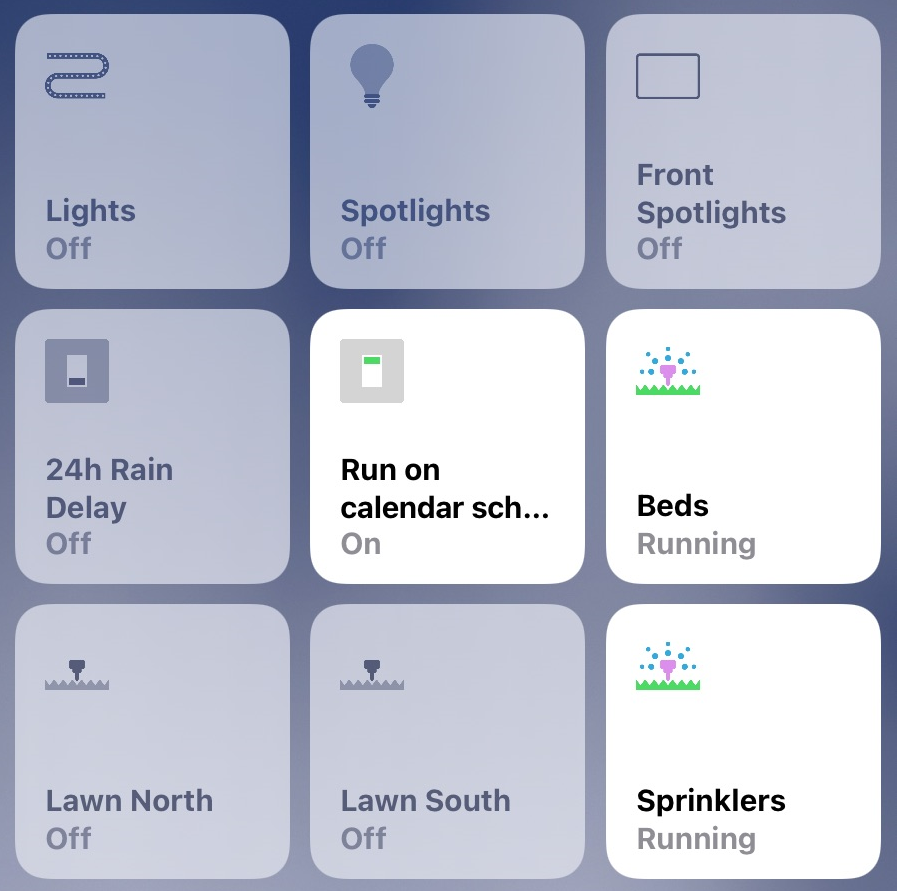 Lights
Off
Spotlights
Off
Front
Spotlights
Off
24h Rain
Delay
Off
Run on
calendar sch...
On
Beds
Running
Lawn North
Off
Lawn South
Off
Sprinklers
Running